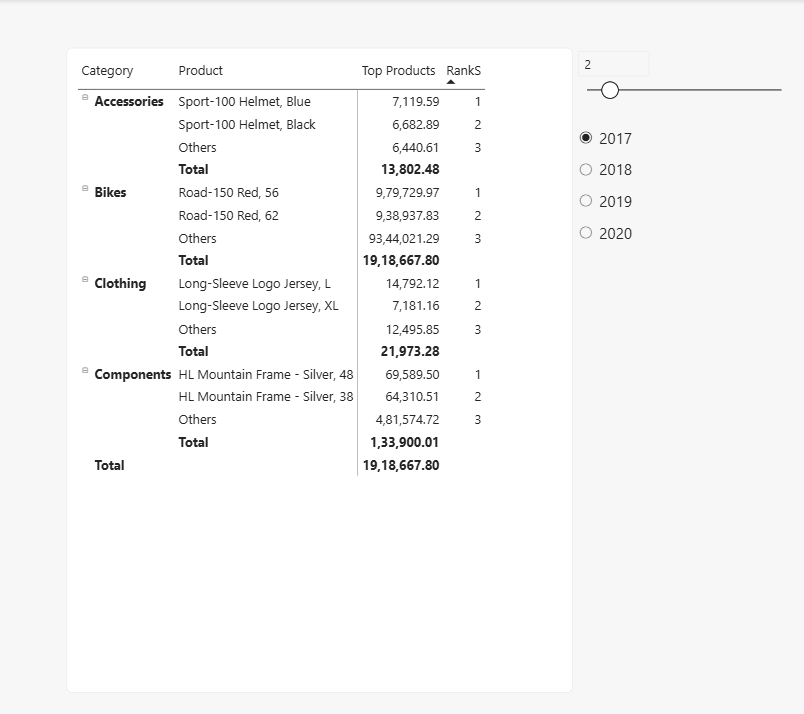 Category Product Top Products RankS
Accessories Sport-100 Helmet, Blue 7,119.59 1
Sport-100 Helmet, Black 6,682.89 2
Others 6,440.61 3
Total 13,802.48
Bikes Road-150 Red, 56 9,79,729.97 1
Road-150 Red, 62 9,38,937.83 2
Others 93,44,021.29 3
Total 19,18,667.80
Clothing Long-Sleeve Logo Jersey, L 14,792.12 1
Long-Sleeve Logo Jersey, XL 7,181.16 2
Others 12,495.85 3
Total 21,973.28
Components HL Mountain Frame - Silver, 48 69,589.50 1
HL Mountain Frame - Silver, 38 64,310.51 2
Others 4,81,574.72 3
Total 1,33,900.01
Total 19,18,667.80
2
2017
2018
2019
2020